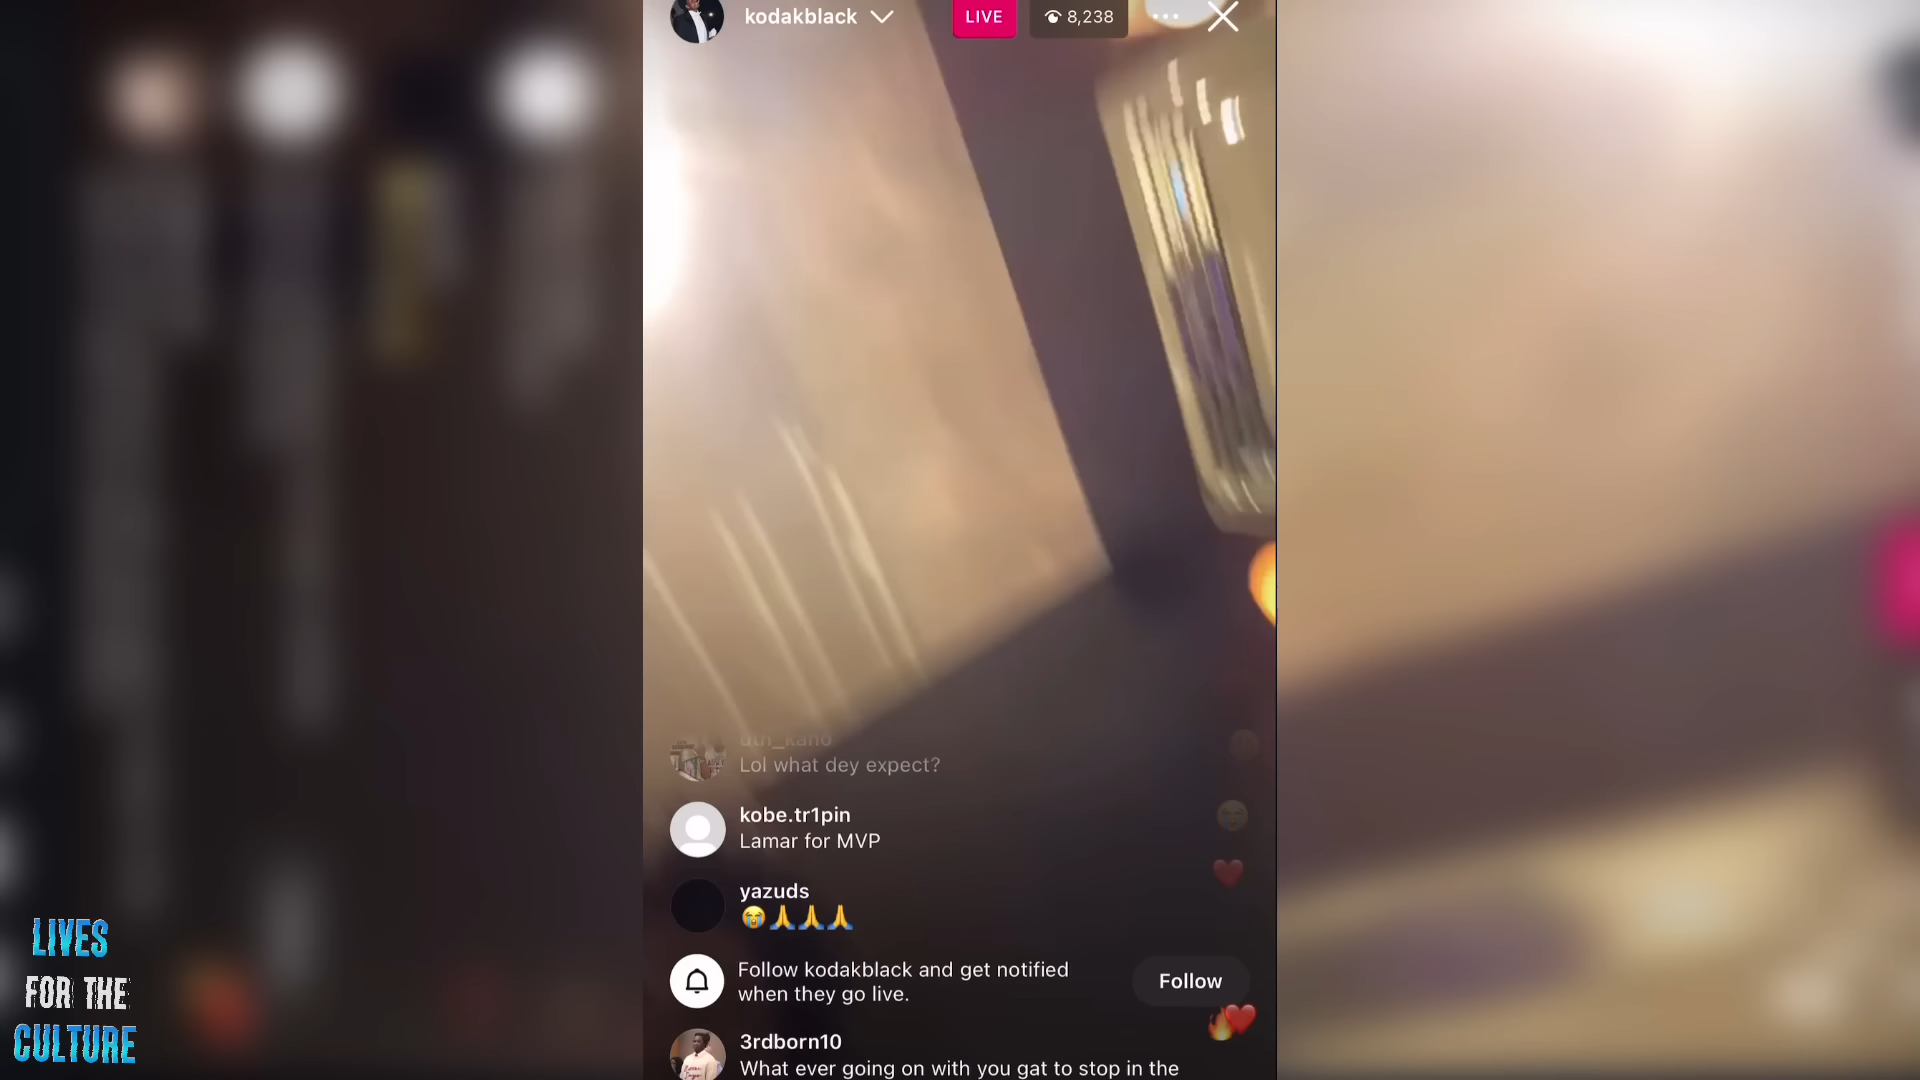 kodakblack
LIVE
8,238
dth_kano
Lol what dey expect?
kobe.tr1pin
Lamar for MVP
yazuds
😭🙏🙏🙏
Follow kodakblack and get notified
when they go live.
Follow
3rdborn10
What ever going on with you gat to stop in the
LIVES
FOR THE
CULTURE